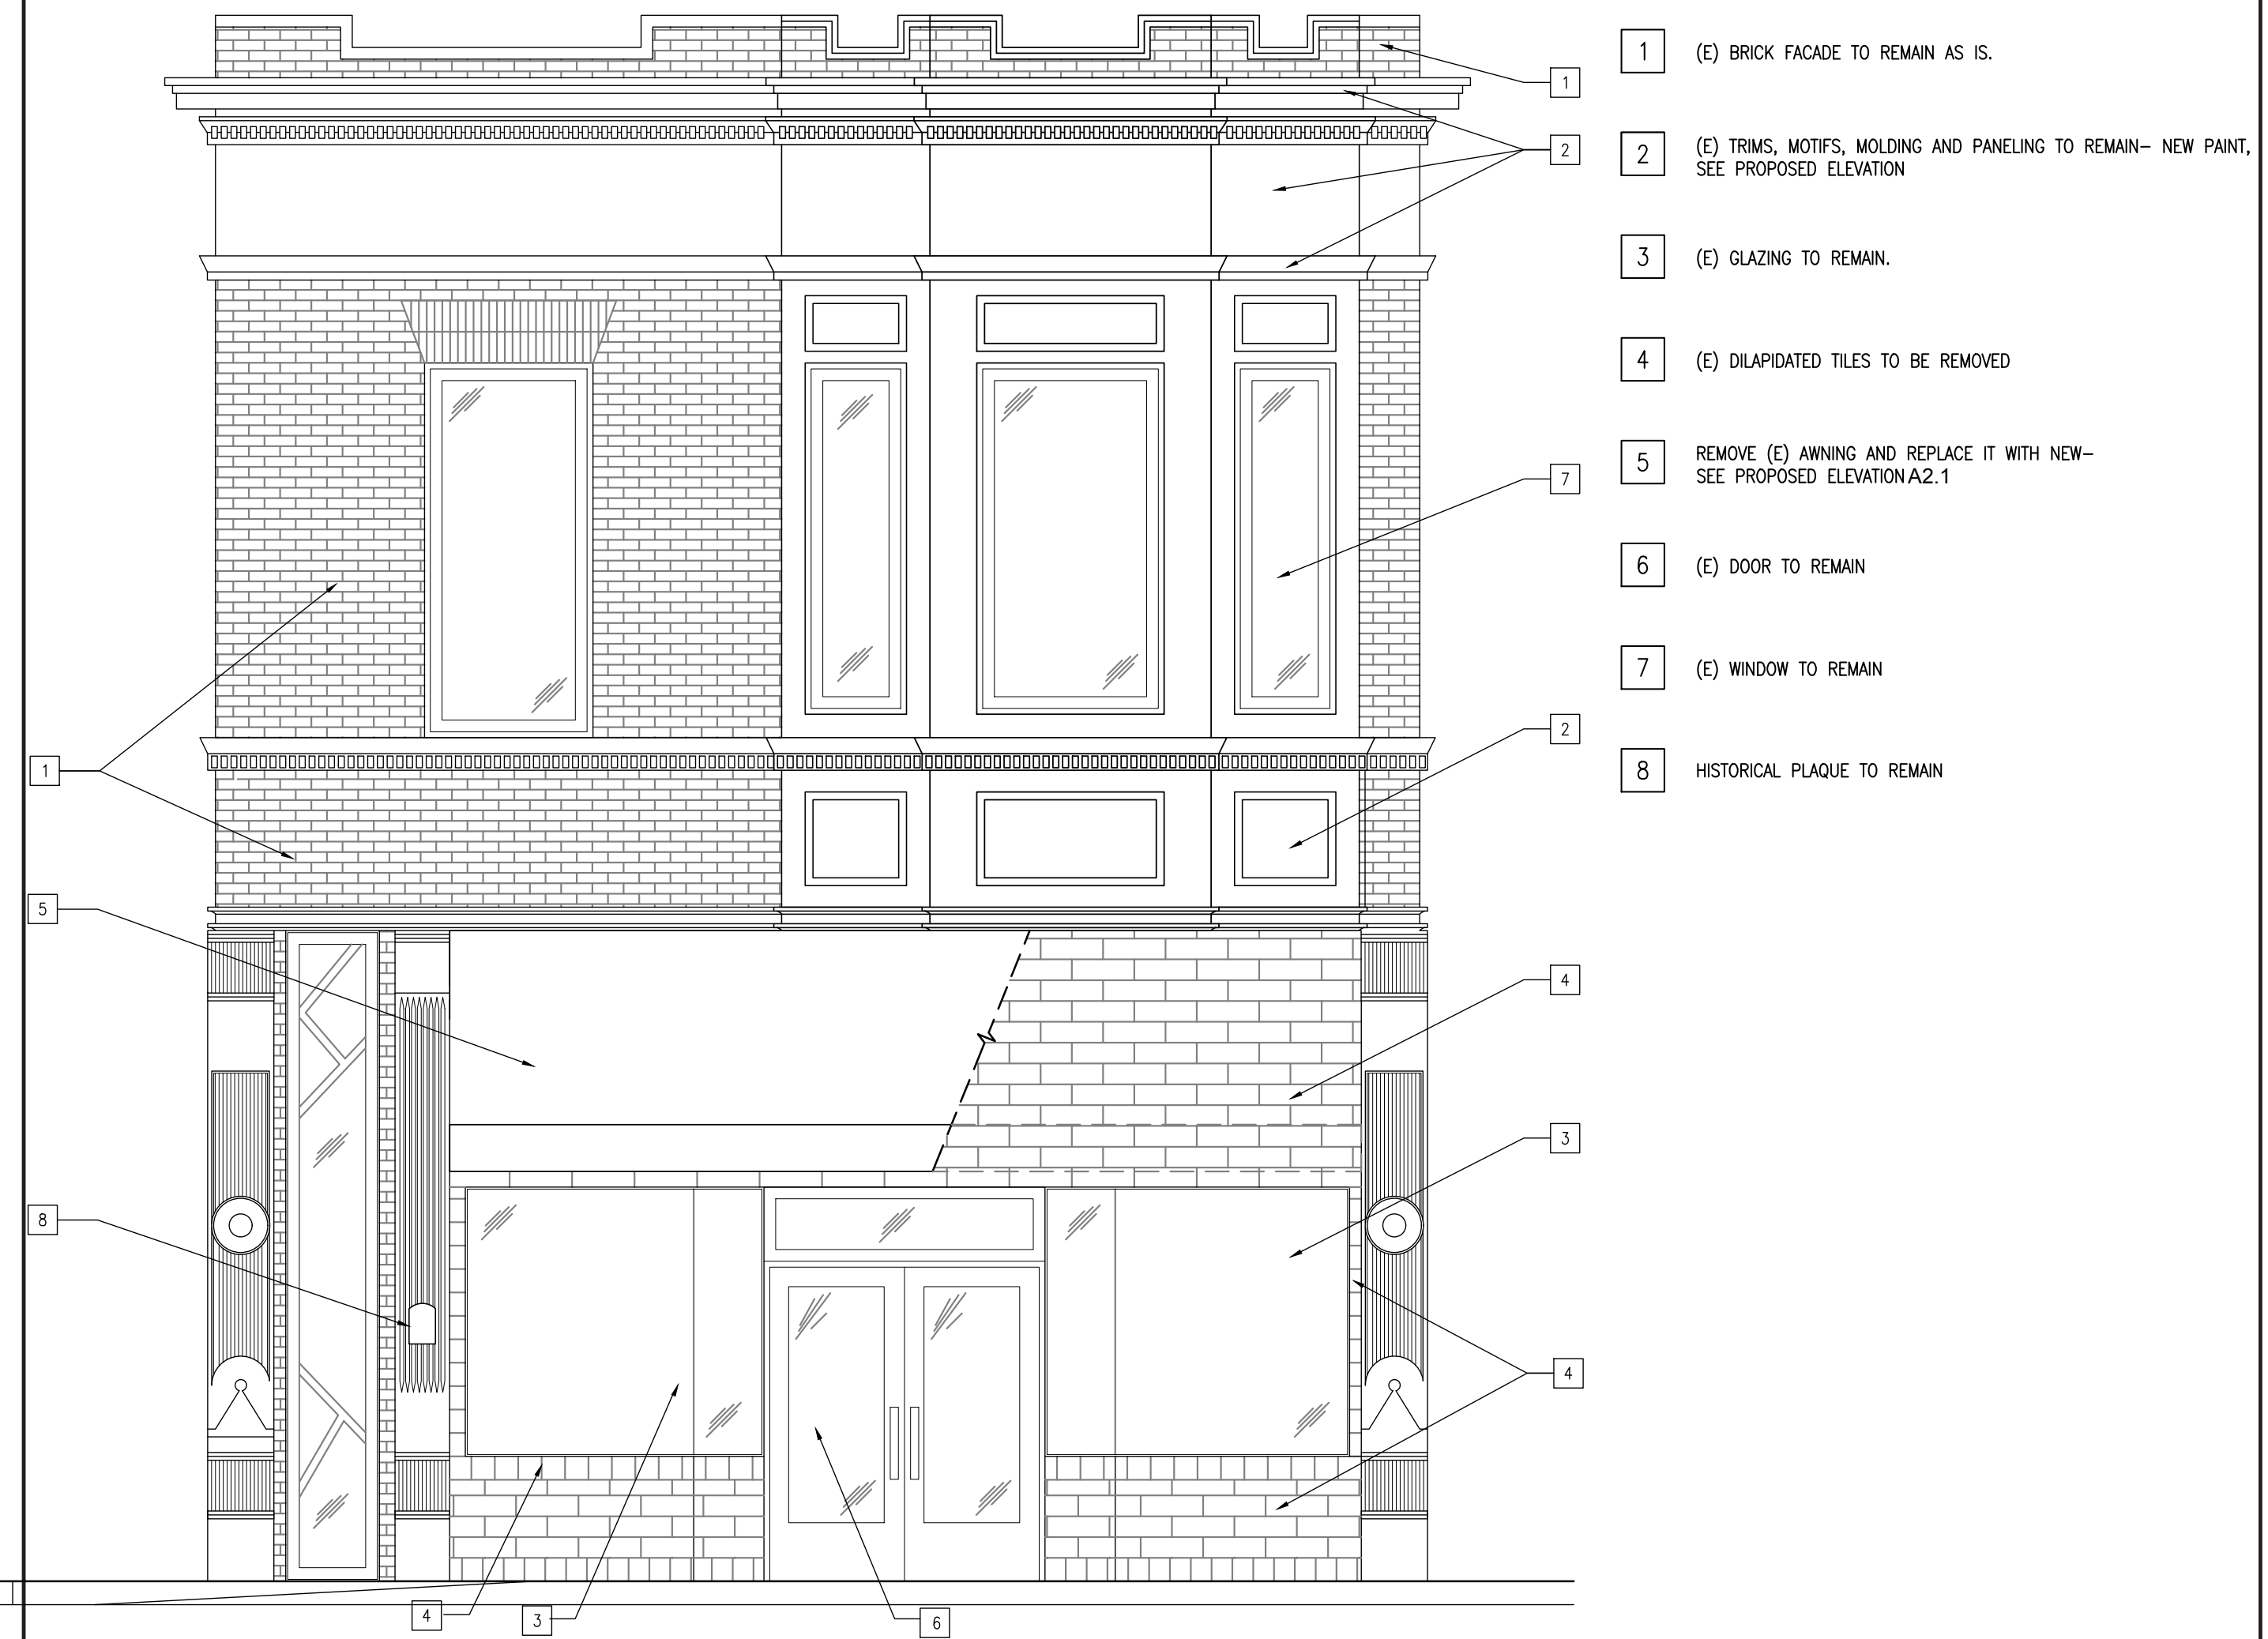 1
(E) BRICK FACADE TO REMAIN AS IS.
2
(E) TRIMS, MOTIFS, MOLDING AND PANELING TO REMAIN– NEW PAINT,
SEE PROPOSED ELEVATION
3
(E) GLAZING TO REMAIN.
4
(E) DILAPIDATED TILES TO BE REMOVED
5
REMOVE (E) AWNING AND REPLACE IT WITH NEW–
SEE PROPOSED ELEVATION A2.1
6
(E) DOOR TO REMAIN
7
(E) WINDOW TO REMAIN
8
HISTORICAL PLAQUE TO REMAIN
1
2
7
2
4
3
4
1
5
8
4
3
6